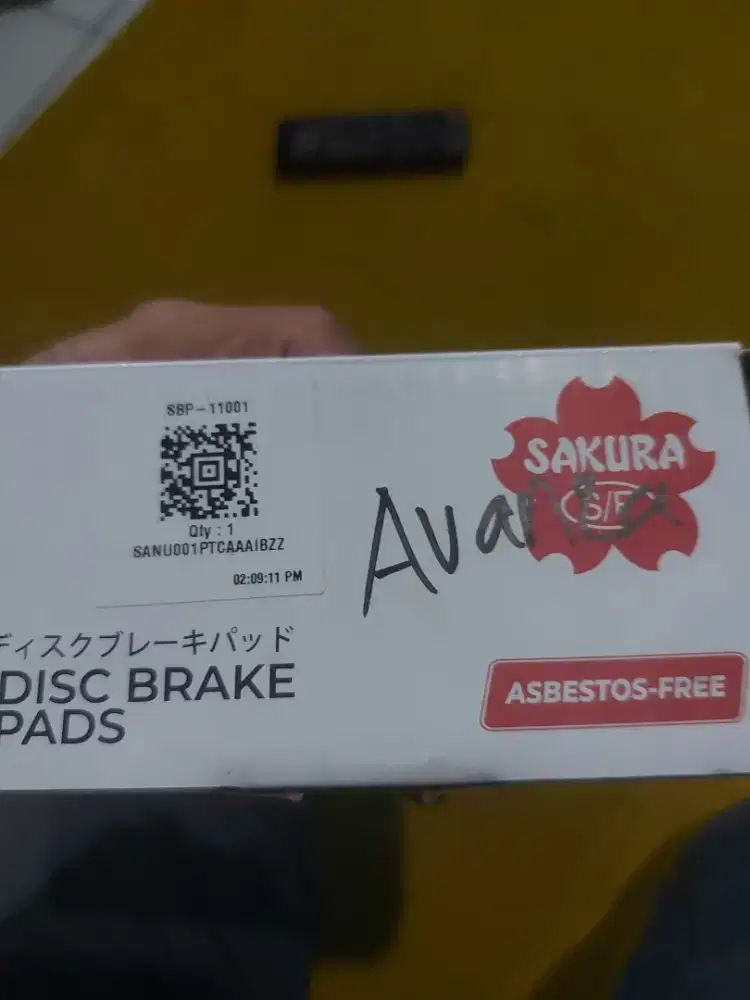 SBP-11001
Qty : 1
SANU001PTCAAAIBZZ
02:09:11 PM
SAKURA
Avanza
ディスクブレーキパッド
DISC BRAKE
PADS
ASBESTOS-FREE